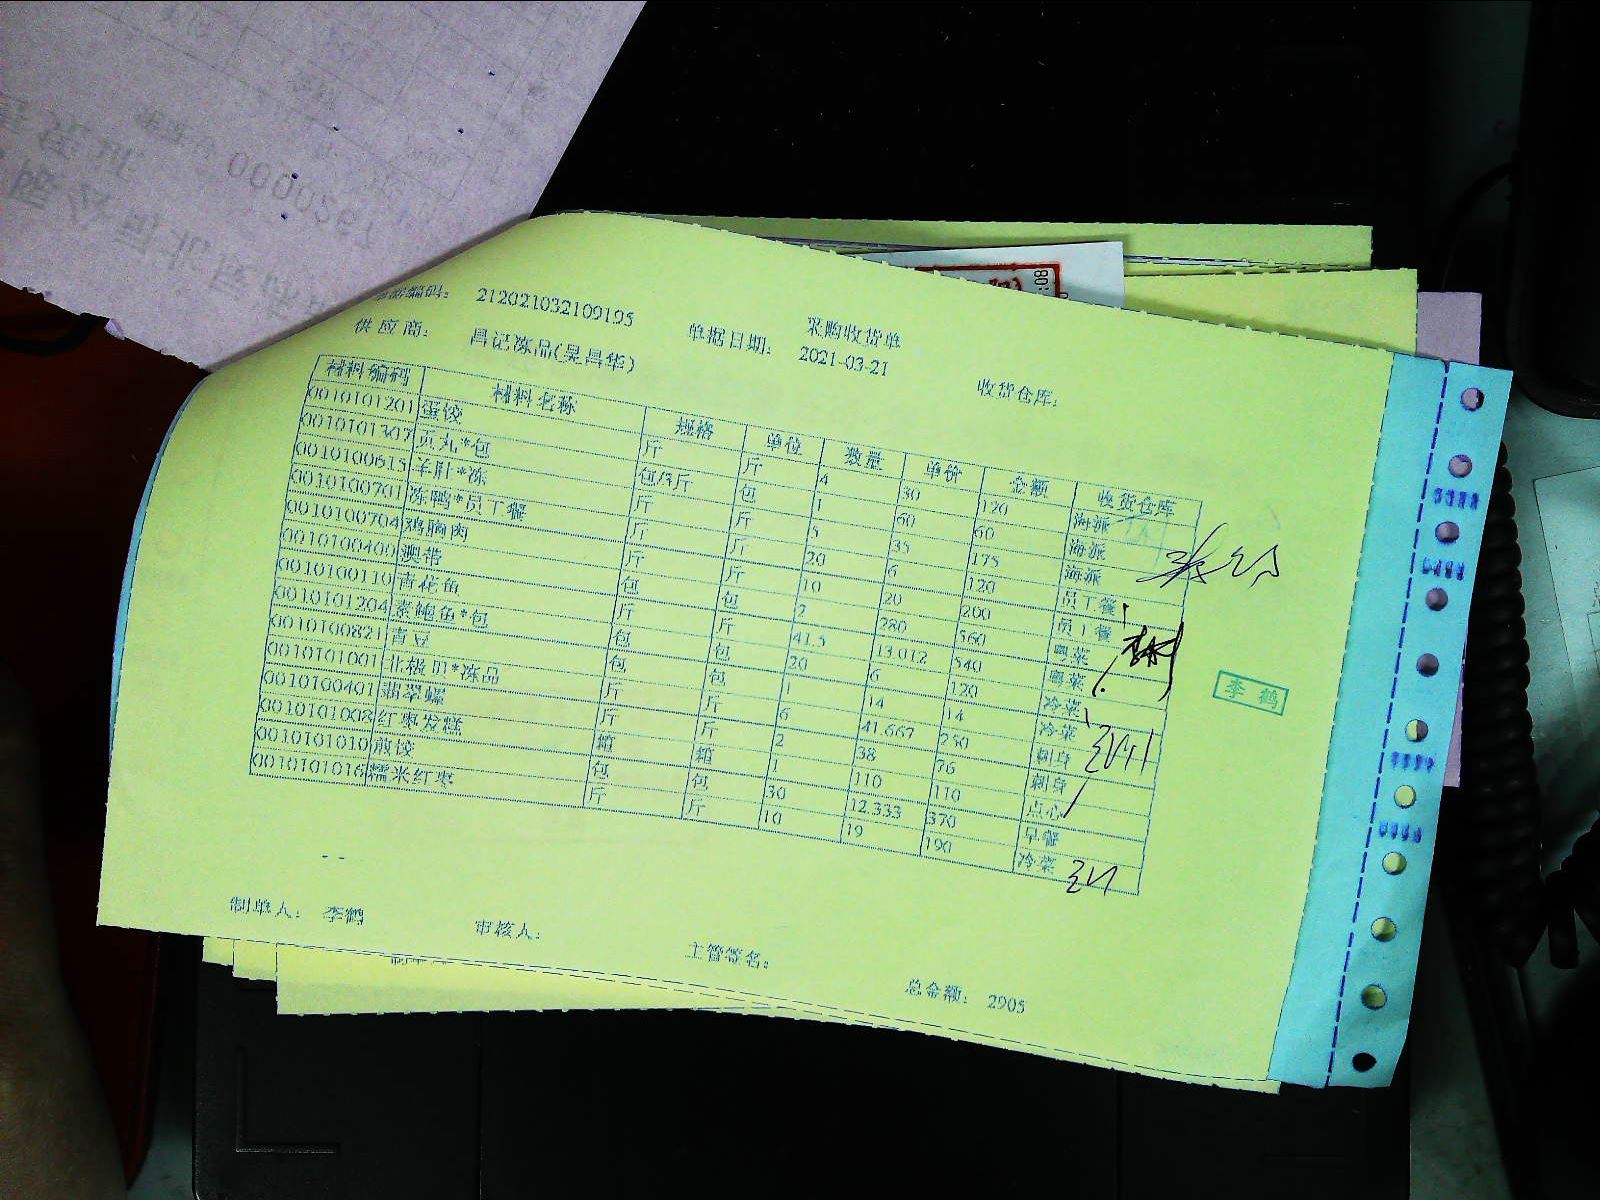 采购收货单
单据编码: 212021032109195 单据日期: 2021-03-21 收货仓库:
供应商: 昌记冻品(吴昌华)
材料编码 材料名称 规格 单位 数量 单价 金额 收货仓库
0010101201 蛋饺 斤 斤 4 30 120 海派
0010101307 贡丸*包 包/5斤 包 1 60 60 海派
0010100615 羊肚*冻 斤 斤 5 35 175 海派
0010100701 冻鸭*员工餐 斤 斤 20 6 120 员工餐
0010100704 鸡胸肉 斤 斤 10 20 200 员工餐
0010100400 澳带 包 包 2 280 560 粤菜
0010100110 青花鱼 斤 斤 41.5 13.012 540 粤菜
0010101204 素鲍鱼*包 包 包 20 6 120 冷菜
0010100821 青豆 包 包 1 14 14 冷菜
0010101001 北极贝*冻品 斤 斤 6 41.667 250 刺身
0010100401 翡翠螺 斤 斤 2 38 76 刺身
0010101008 红枣发糕 箱 箱 1 110 110 点心
0010101010 煎饺 包 包 30 12.333 370 早餐
0010101016 糯米红枣 斤 斤 10 19 190 冷菜
李鹤
制单人: 李鹤 审核人: 主管签名: 总金额: 2905